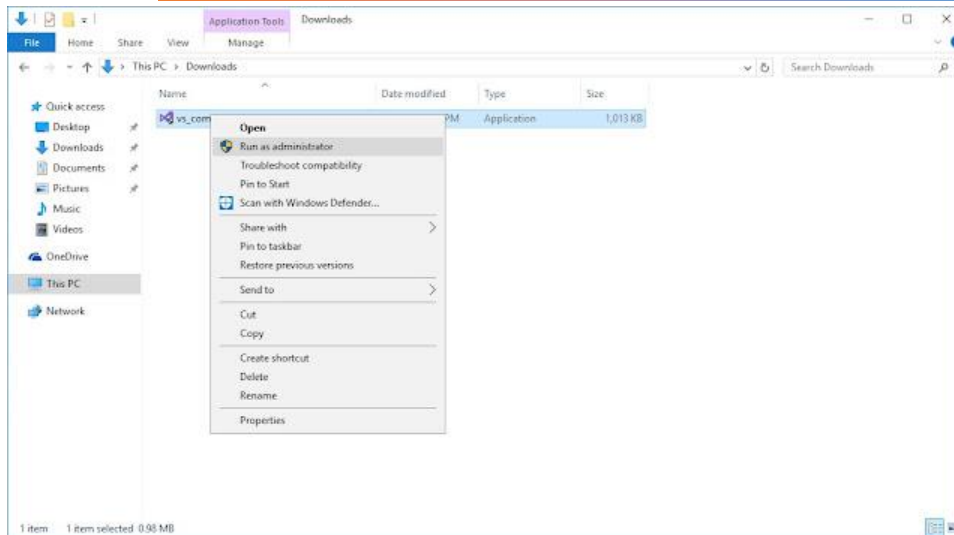 Application Tools Downloads
File Home Share View Manage
This PC Downloads Search Downloads
Name Date modified Type Size
Quick access
vs_com PM Application 1,013 KB
Desktop
Downloads
Documents
Pictures
Music
Videos
OneDrive
This PC
Network
Open
Run as administrator
Troubleshoot compatibility
Pin to Start
Scan with Windows Defender...
Share with
Pin to taskbar
Restore previous versions
Send to
Cut
Copy
Create shortcut
Delete
Rename
Properties
1 item 1 item selected 0.98 MB